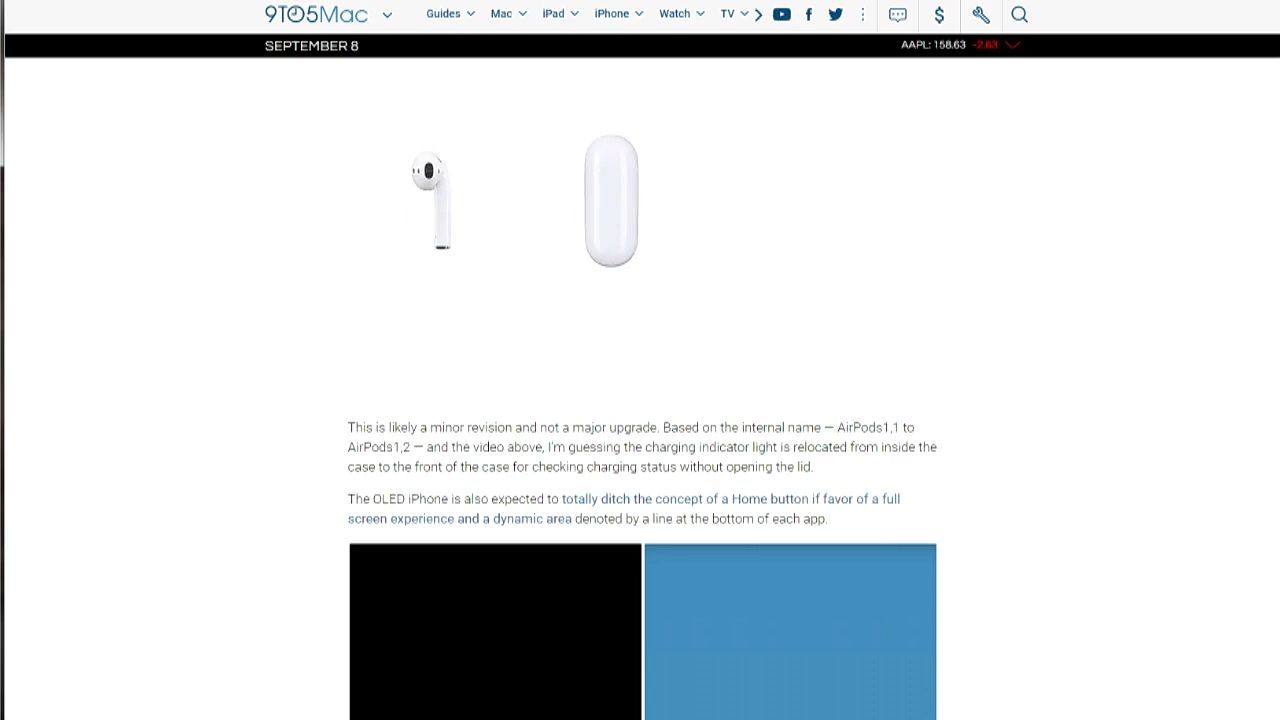 9TO5Mac Guides Mac iPad iPhone Watch TV
SEPTEMBER 8 AAPL: 158.63 -2.63
This is likely a minor revision and not a major upgrade. Based on the internal name — AirPods1,1 to
AirPods1,2 — and the video above, I'm guessing the charging indicator light is relocated from inside the
case to the front of the case for checking charging status without opening the lid.
The OLED iPhone is also expected to totally ditch the concept of a Home button if favor of a full
screen experience and a dynamic area denoted by a line at the bottom of each app.